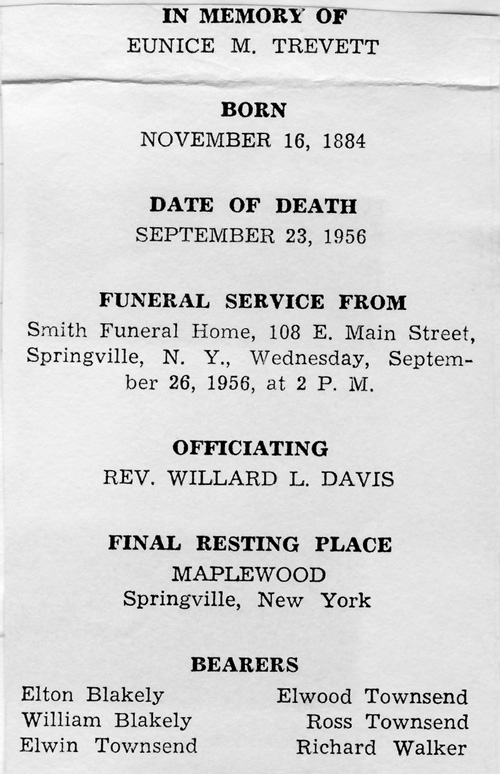 IN MEMORY OF
EUNICE M. TREVETT
BORN
NOVEMBER 16, 1884
DATE OF DEATH
SEPTEMBER 23, 1956
FUNERAL SERVICE FROM
Smith Funeral Home, 108 E. Main Street,
Springville, N. Y., Wednesday, Septem-
ber 26, 1956, at 2 P. M.
OFFICIATING
REV. WILLARD L. DAVIS
FINAL RESTING PLACE
MAPLEWOOD
Springville, New York
BEARERS
Elton Blakely Elwood Townsend
William Blakely Ross Townsend
Elwin Townsend Richard Walker